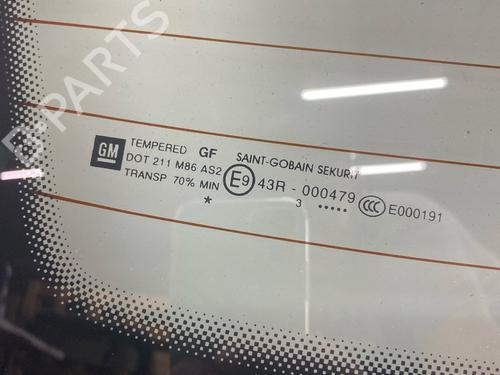 B-PARTS
GM
TEMPERED GF SAINT-GOBAIN SEKURIT
DOT 211 M86 AS2
TRANSP 70% MIN
E9 43R - 000479 CCC E000191
* 3 •••••